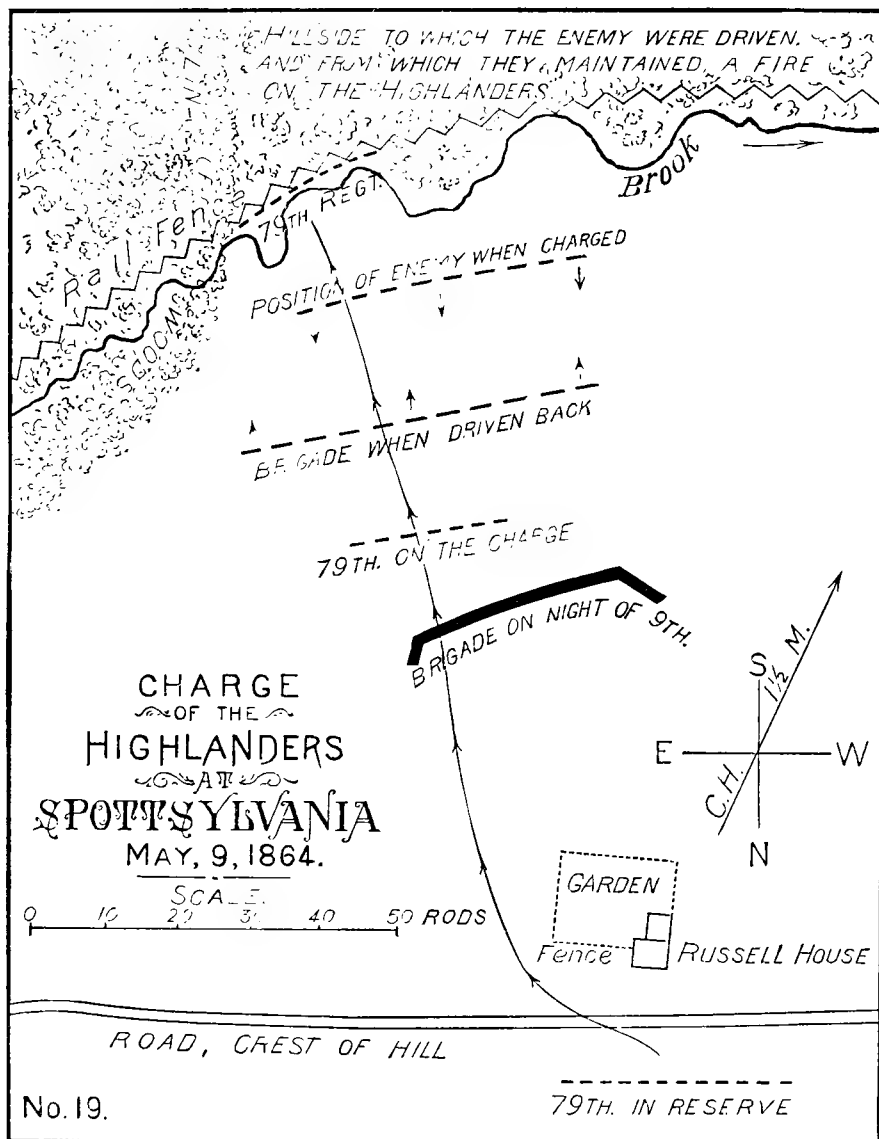 HILLSIDE TO WHICH THE ENEMY WERE DRIVEN.
AND FROM WHICH THEY MAINTAINED A FIRE
ON THE HIGHLANDERS
Brook
79TH REGT.
Rail Fence
WOODS
POSITION OF ENEMY WHEN CHARGED
BRIGADE WHEN DRIVEN BACK
79TH. ON THE CHARGE
BRIGADE ON NIGHT OF 9TH.
CHARGE
OF THE
HIGHLANDERS
AT
SPOTTSYLVANIA
MAY, 9, 1864.
SCALE.
0 10 20 30 40 50 RODS
S
E W
N
C.H. 1½ M.
GARDEN
Fence
RUSSELL HOUSE
ROAD, CREST OF HILL
No. 19.
79TH. IN RESERVE